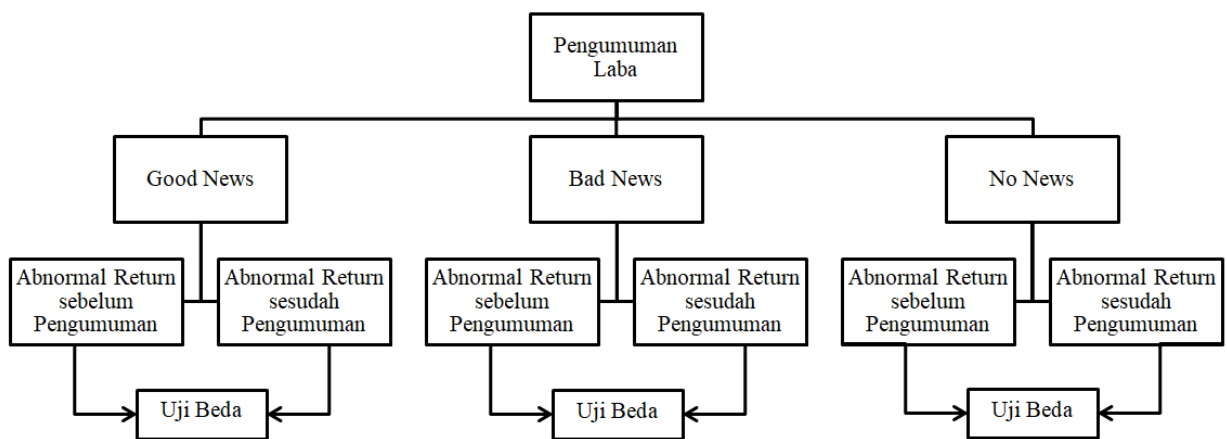 Pengumuman
Laba
Good News
Bad News
No News
Abnormal Return
sebelum
Pengumuman
Abnormal Return
sesudah
Pengumuman
Abnormal Return
sebelum
Pengumuman
Abnormal Return
sesudah
Pengumuman
Abnormal Return
sebelum
Pengumuman
Abnormal Return
sesudah
Pengumuman
Uji Beda
Uji Beda
Uji Beda